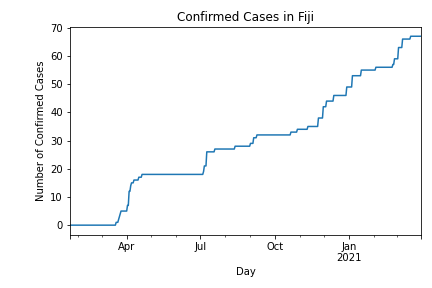 Confirmed Cases in Fiji
Number of Confirmed Cases
70
60
50
40
30
20
10
0
Apr
Jul
Oct
Jan
2021
Day